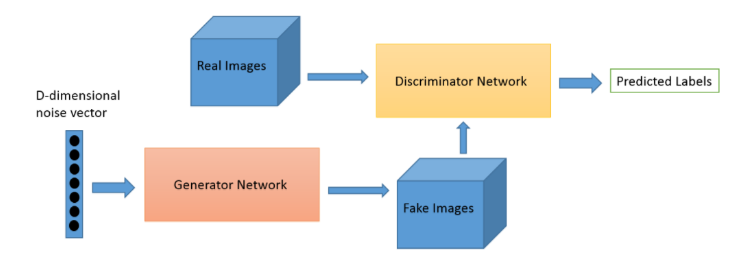 Real Images
Discriminator Network
Predicted Labels
D-dimensional
noise vector
Generator Network
Fake Images